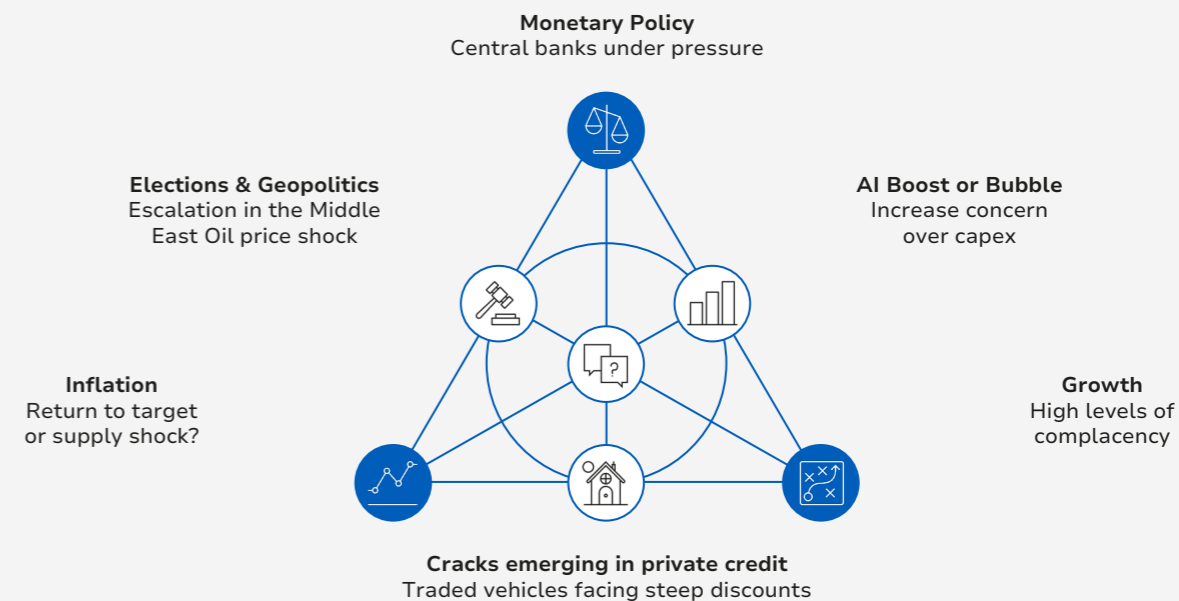 Monetary Policy
Central banks under pressure
Elections & Geopolitics
Escalation in the Middle
East Oil price shock
AI Boost or Bubble
Increase concern
over capex
?
Inflation
Return to target
or supply shock?
Growth
High levels of
complacency
Cracks emerging in private credit
Traded vehicles facing steep discounts